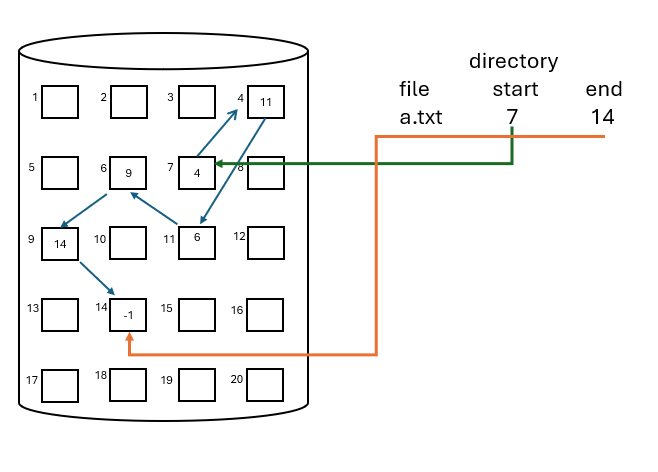 directory
file start end
a.txt 7 14
1 2 3 4 11
5 6 9 7 4 8
9 14 10 11 6 12
13 14 -1 15 16
17 18 19 20